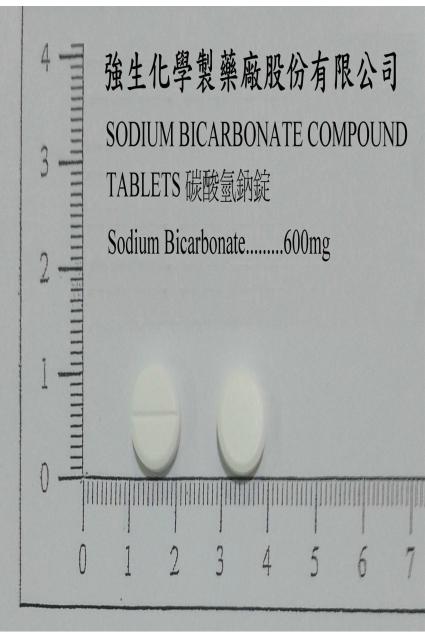 強生化學製藥廠股份有限公司
SODIUM BICARBONATE COMPOUND
TABLETS 碳酸氫鈉錠
Sodium Bicarbonate.........600mg
4
3
2
1
0
0 1 2 3 4 5 6 7